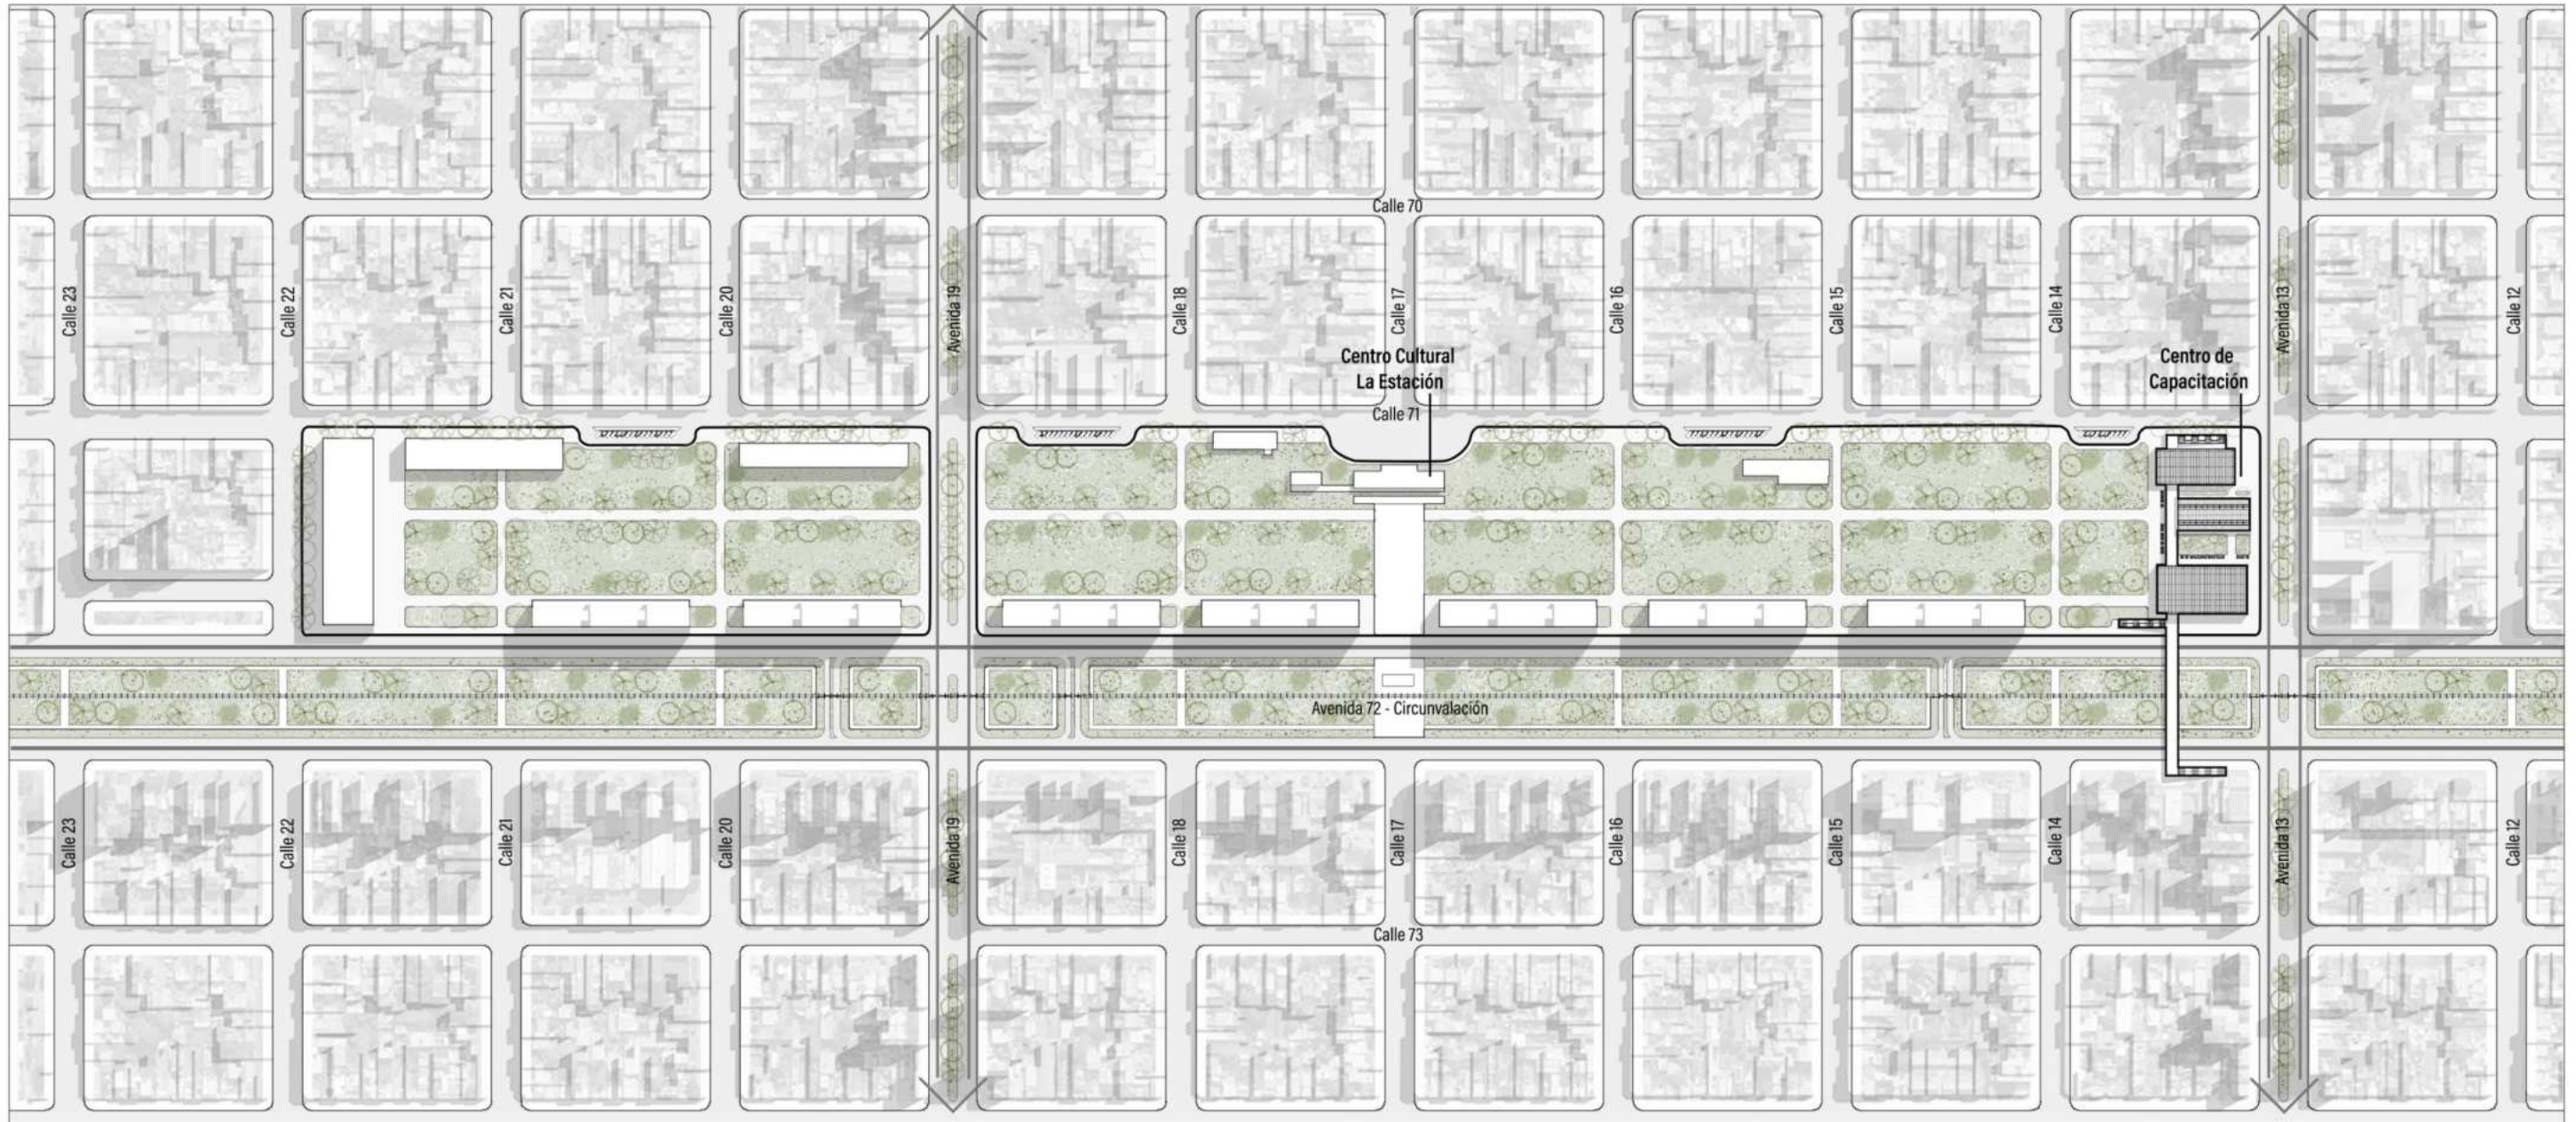 Calle 70
Calle 23
Calle 22
Calle 21
Calle 20
Avenida 19
Calle 18
Calle 17
Calle 16
Calle 15
Calle 14
Avenida 13
Calle 12
Centro Cultural
La Estación
Centro de
Capacitación
Calle 71
Avenida 72 - Circunvalación
Calle 23
Calle 22
Calle 21
Calle 20
Avenida 19
Calle 18
Calle 17
Calle 16
Calle 15
Calle 14
Avenida 13
Calle 12
Calle 73